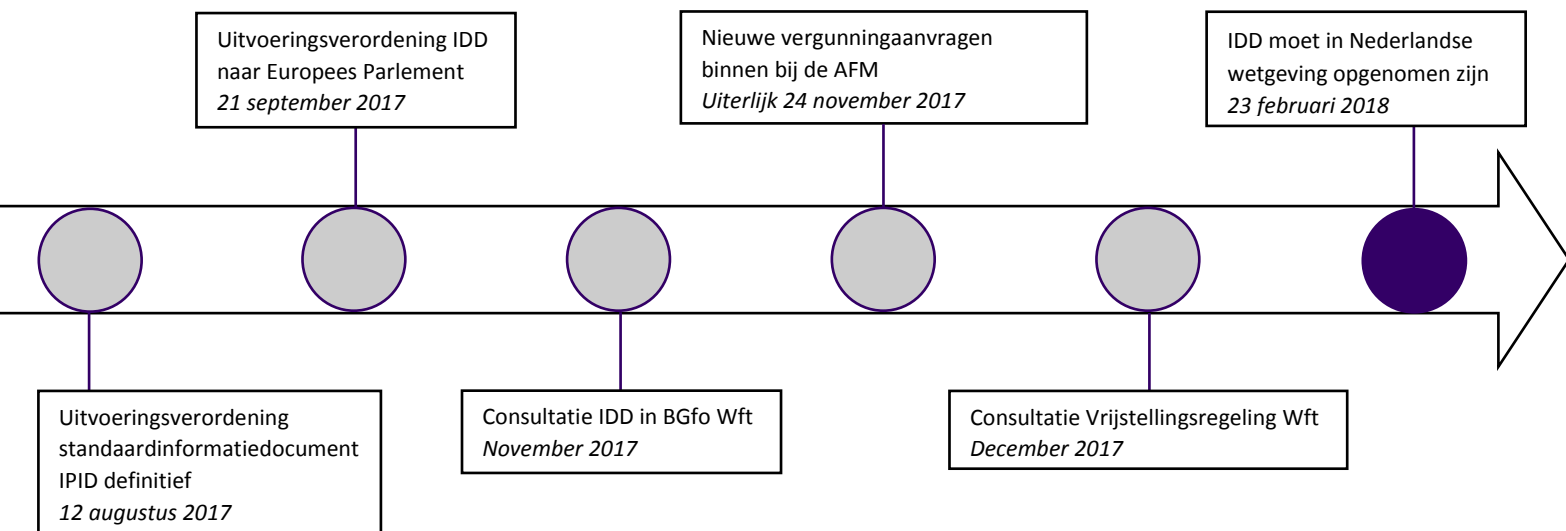 Uitvoeringsverordening IDD
naar Europees Parlement
21 september 2017
Nieuwe vergunningaanvragen
binnen bij de AFM
Uiterlijk 24 november 2017
IDD moet in Nederlandse
wetgeving opgenomen zijn
23 februari 2018
Uitvoeringsverordening
standaardinformatiedocument
IPID definitief
12 augustus 2017
Consultatie IDD in BGfo Wft
November 2017
Consultatie Vrijstellingsregeling Wft
December 2017